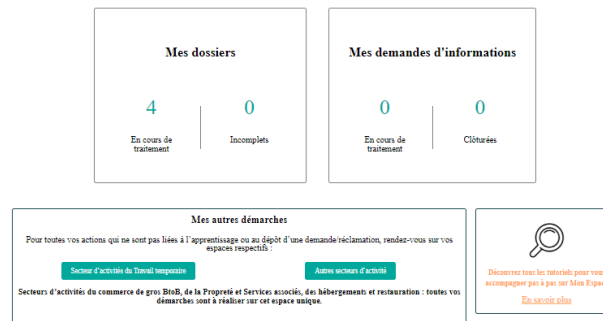 Mes dossiers
4
0
En cours de
traitement
Incomplets
Mes demandes d'informations
0
0
En cours de
traitement
Clôturées
Mes autres démarches
Pour toutes vos actions qui ne sont pas liées à l'apprentissage ou au dépôt d'une demande/réclamation, rendez-vous sur vos
espaces respectifs :
Secteur d'activités du Travail temporaire
Autres secteurs d'activité
Secteurs d'activités du commerce de gros BtoB, de la Propreté et Services associés, des hébergements et restauration : toutes vos
démarches sont à réaliser sur cet espace unique.
Découvrez tous les tutoriels pour vous
accompagner pas à pas sur Mon Espace
En savoir plus